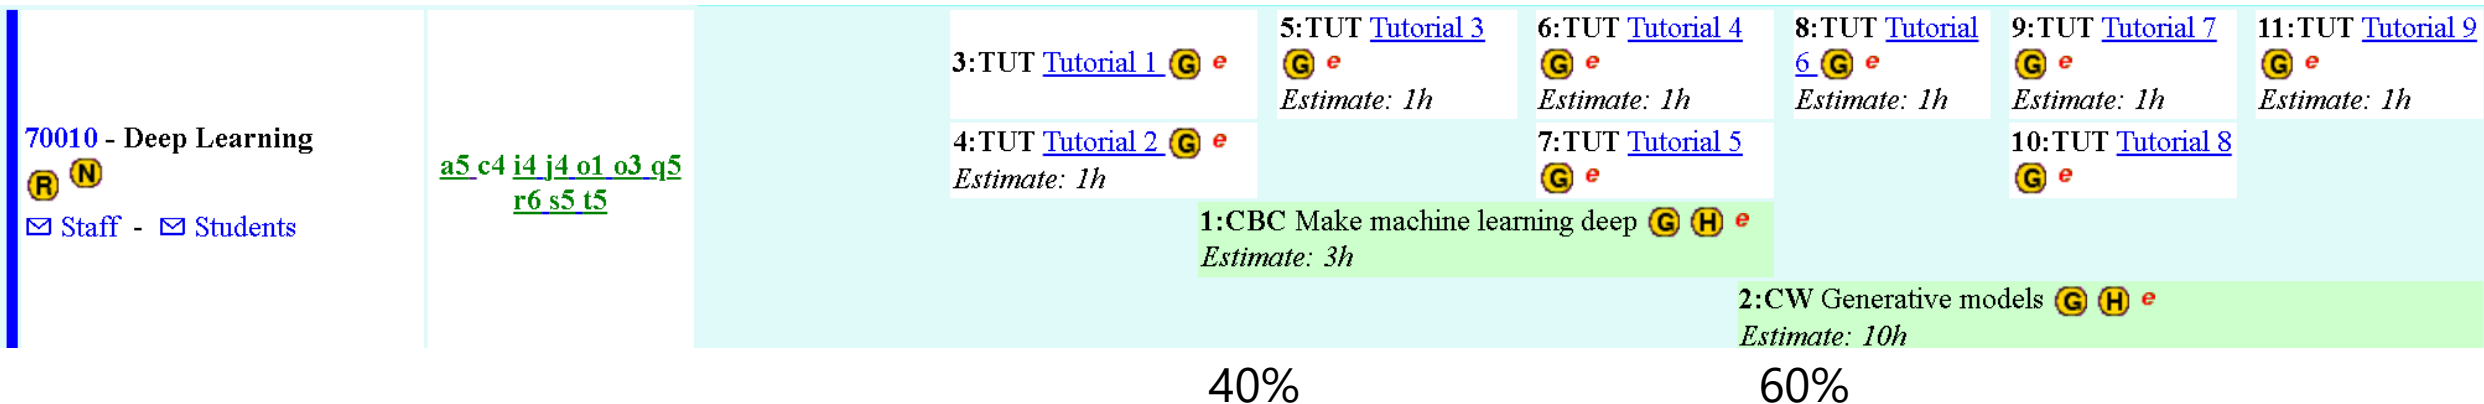 70010 - Deep Learning
R N
Staff - Students
a5 c4 i4 j4 o1 o3 q5
r6 s5 t5
3:TUT Tutorial 1 G e
4:TUT Tutorial 2 G e
Estimate: 1h
5:TUT Tutorial 3
G e
Estimate: 1h
6:TUT Tutorial 4
G e
Estimate: 1h
7:TUT Tutorial 5
G e
8:TUT Tutorial
6 G e
Estimate: 1h
9:TUT Tutorial 7
G e
Estimate: 1h
10:TUT Tutorial 8
G e
11:TUT Tutorial 9
G e
Estimate: 1h
1:CBC Make machine learning deep G H e
Estimate: 3h
2:CW Generative models G H e
Estimate: 10h
40%
60%